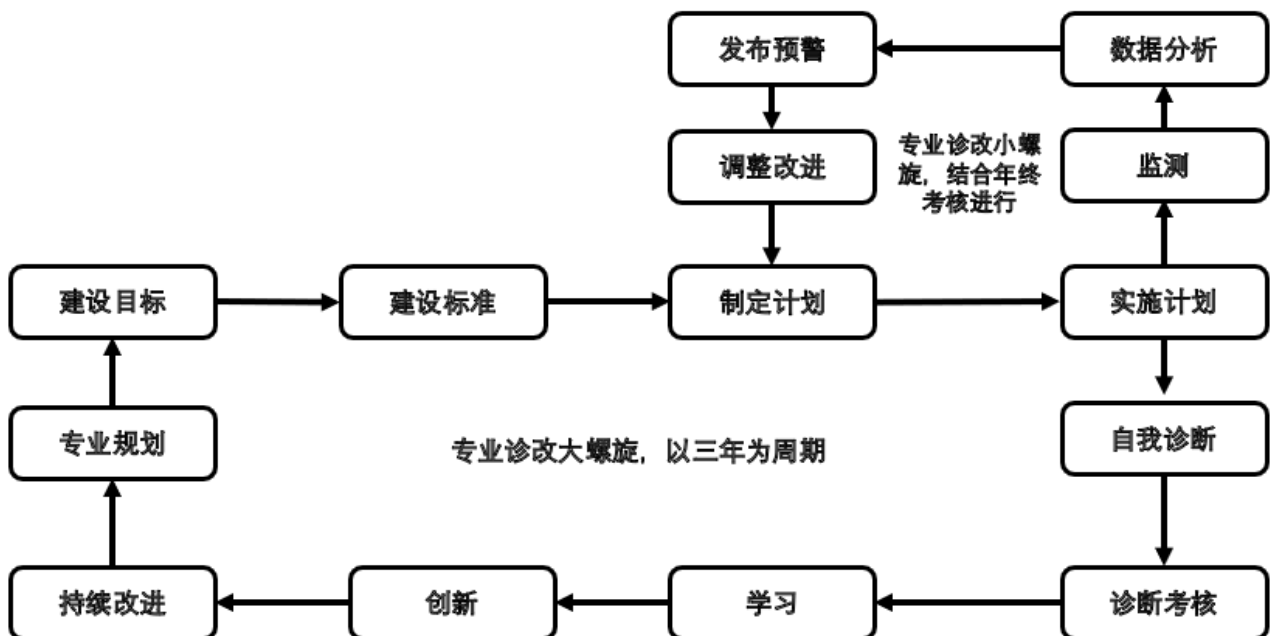 发布预警
数据分析
调整改进
专业诊改小螺
旋，结合年终
考核进行
监测
建设目标
建设标准
制定计划
实施计划
专业规划
专业诊改大螺旋，以三年为周期
自我诊断
持续改进
创新
学习
诊断考核